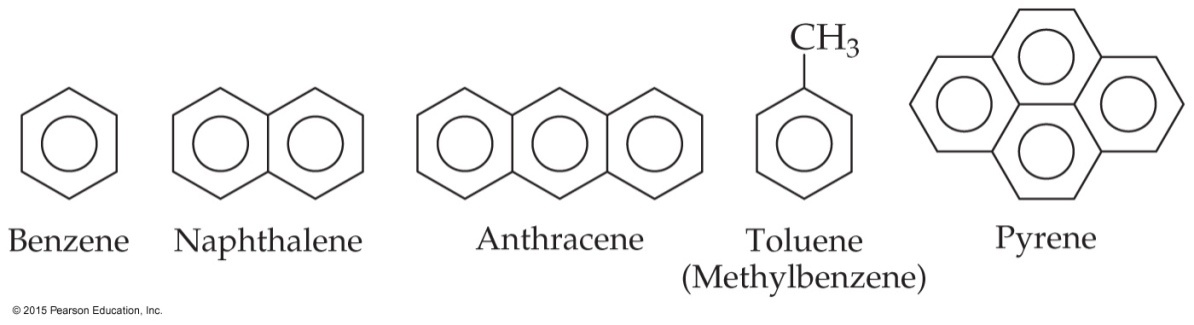 CH3
Benzene
Naphthalene
Anthracene
Toluene
(Methylbenzene)
Pyrene
© 2015 Pearson Education, Inc.